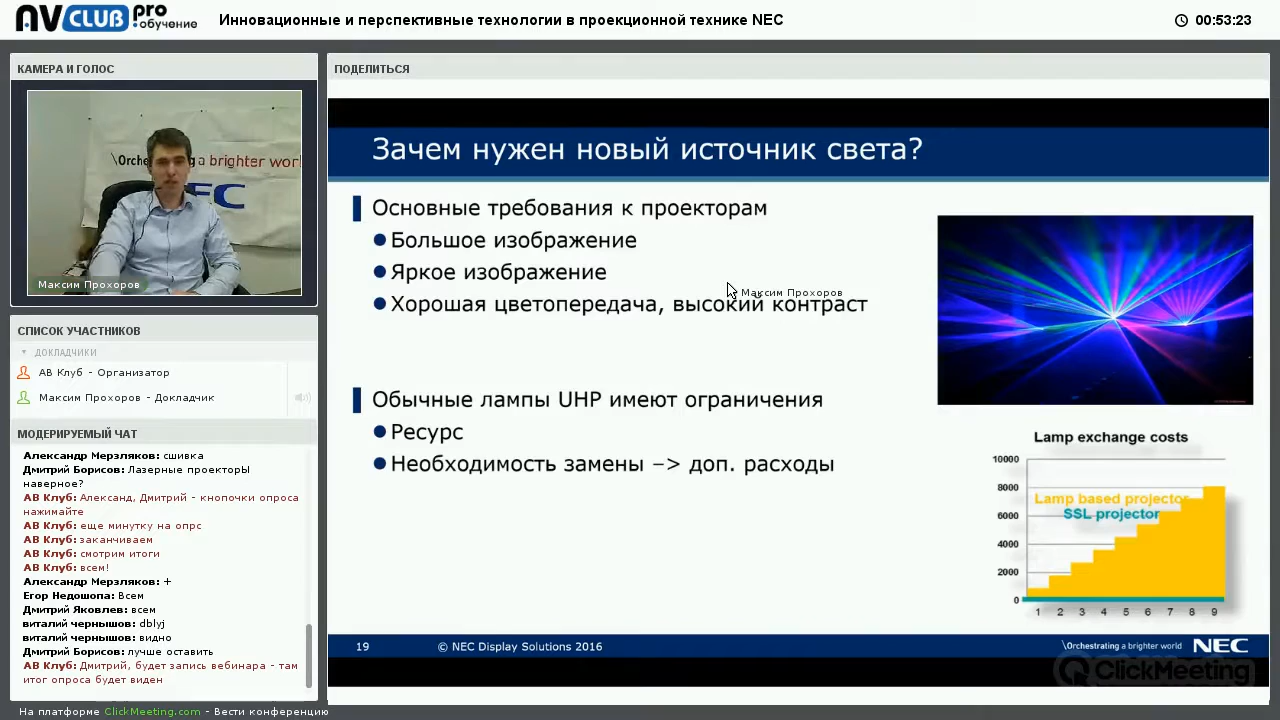 AV CLUB pro
обучение
Инновационные и перспективные технологии в проекционной технике NEC
00:53:23
КАМЕРА И ГОЛОС
\Orchestrating a brighter worl
NEC
Максим Прохоров
СПИСОК УЧАСТНИКОВ
ДОКЛАДЧИКИ
АВ Клуб - Организатор
Максим Прохоров - Докладчик
МОДЕРИРУЕМЫЙ ЧАТ
Александр Мерзляков: сшивка
Дмитрий Борисов: Лазерные проекторЫ
наверное?
АВ Клуб: Александ, Дмитрий - кнопочки опроса
нажимайте
АВ Клуб: еще минутку на опрс
АВ Клуб: заканчиваем
АВ Клуб: смотрим итоги
АВ Клуб: всем!
Александр Мерзляков: +
Егор Недошопа: Всем
Дмитрий Яковлев: всем
виталий чернышов: dblyj
виталий чернышов: видно
Дмитрий Борисов: лучше оставить
АВ Клуб: Дмитрий, будет запись вебинара - там
итог опроса будет виден
На платформе ClickMeeting.com - Вести конференцию
ПОДЕЛИТЬСЯ
Зачем нужен новый источник света?
Основные требования к проекторам
Большое изображение
Яркое изображение
Максим Прохоров
Хорошая цветопередача, высокий контраст
Обычные лампы UHP имеют ограничения
Ресурс
Необходимость замены –> доп. расходы
Lamp exchange costs
10000
8000
6000
4000
2000
0
Lamp based projector
SSL projector
1 2 3 4 5 6 7 8 9
19
© NEC Display Solutions 2016
\Orchestrating a brighter world
NEC
ClickMeeting